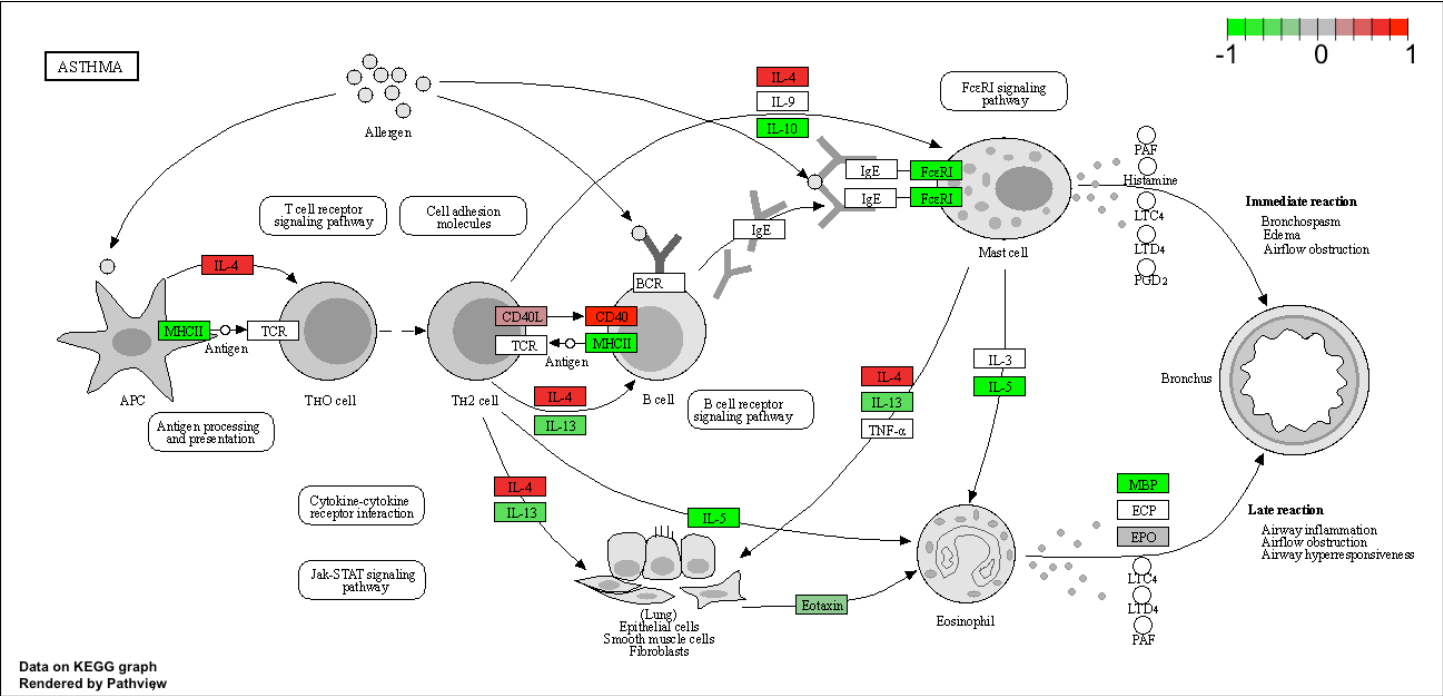 -1
0
1
ASTHMA
Allergen
IL-4
IL-9
IL-10
FcεRI signaling
pathway
T cell receptor
signaling pathway
Cell adhesion
molecules
IgE
FcεRI
IgE
FcεRI
IgE
Mast cell
PAF
Histamine
LTC4
LTD4
PGD2
Immediate reaction
Bronchospasm
Edema
Airflow obstruction
IL-4
MHCII
Antigen
TCR
APC
TH0 cell
CD40L
TCR
Antigen
CD40
MHCII
BCR
TH2 cell
B cell
IL-4
IL-13
B cell receptor
signaling pathway
Antigen processing
and presentation
IL-4
IL-13
TNF-α
IL-3
IL-5
Bronchus
Cytokine-cytokine
receptor interaction
IL-4
IL-13
IL-5
Jak-STAT signaling
pathway
(Lung)
Epithelial cells
Smooth muscle cells
Fibroblasts
Eotaxin
Eosinophil
MBP
ECP
EPO
LTC4
LTD4
PAF
Late reaction
Airway inflammation
Airflow obstruction
Airway hyperresponsiveness
Data on KEGG graph
Rendered by Pathview